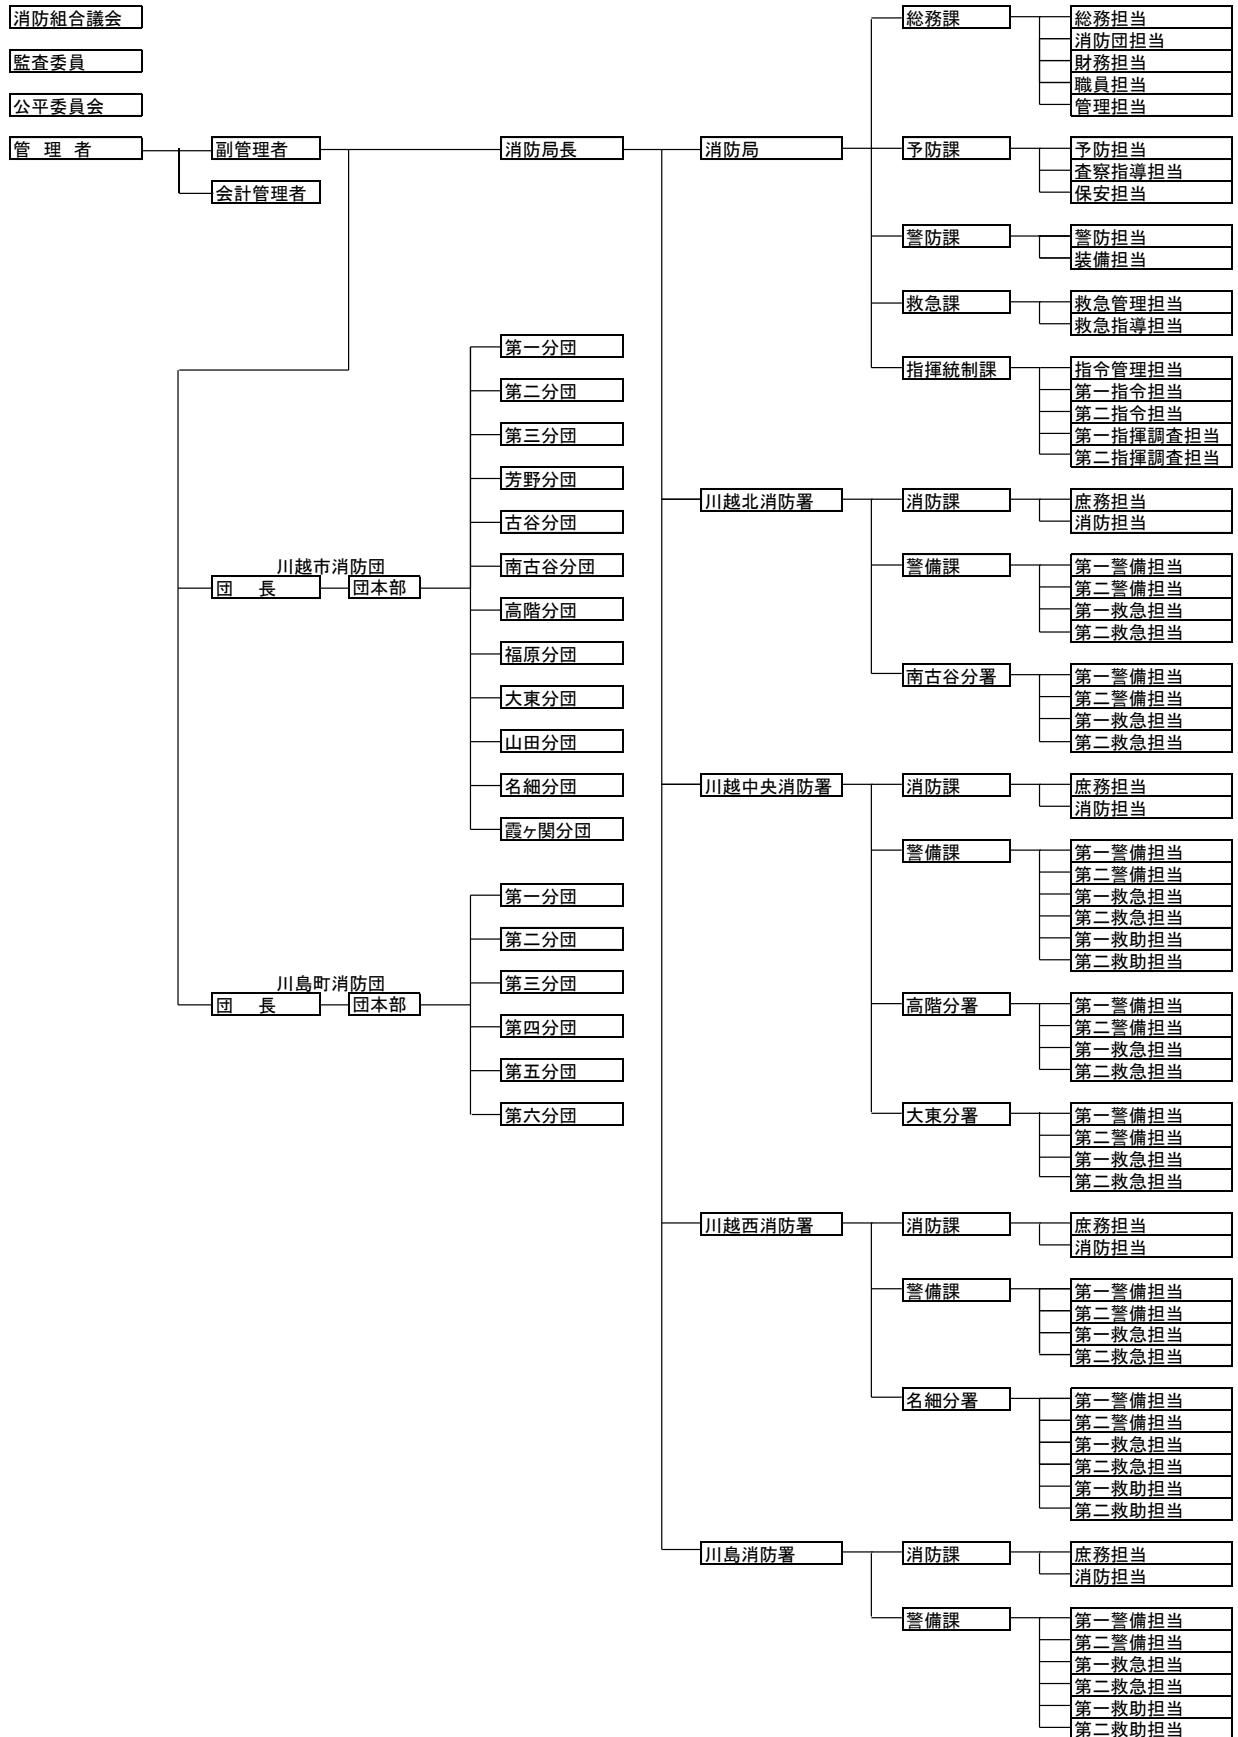 消防組合議会
監査委員
公平委員会
管 理 者
副管理者
会計管理者
消防局長
消防局
総務課
総務担当
消防団担当
財務担当
職員担当
管理担当
予防課
予防担当
査察指導担当
保安担当
警防課
警防担当
装備担当
救急課
救急管理担当
救急指導担当
指揮統制課
指令管理担当
第一指令担当
第二指令担当
第一指揮調査担当
第二指揮調査担当
川越北消防署
消防課
庶務担当
消防担当
警備課
第一警備担当
第二警備担当
第一救急担当
第二救急担当
南古谷分署
第一警備担当
第二警備担当
第一救急担当
第二救急担当
川越中央消防署
消防課
庶務担当
消防担当
警備課
第一警備担当
第二警備担当
第一救急担当
第二救急担当
第一救助担当
第二救助担当
高階分署
第一警備担当
第二警備担当
第一救急担当
第二救急担当
大東分署
第一警備担当
第二警備担当
第一救急担当
第二救急担当
川越西消防署
消防課
庶務担当
消防担当
警備課
第一警備担当
第二警備担当
第一救急担当
第二救急担当
名細分署
第一警備担当
第二警備担当
第一救急担当
第二救急担当
第一救助担当
第二救助担当
川島消防署
消防課
庶務担当
消防担当
警備課
第一警備担当
第二警備担当
第一救急担当
第二救急担当
第一救助担当
第二救助担当
川越市消防団
団 長
団本部
第一分団
第二分団
第三分団
芳野分団
古谷分団
南古谷分団
高階分団
福原分団
大東分団
山田分団
名細分団
霞ヶ関分団
川島町消防団
団 長
団本部
第一分団
第二分団
第三分団
第四分団
第五分団
第六分団